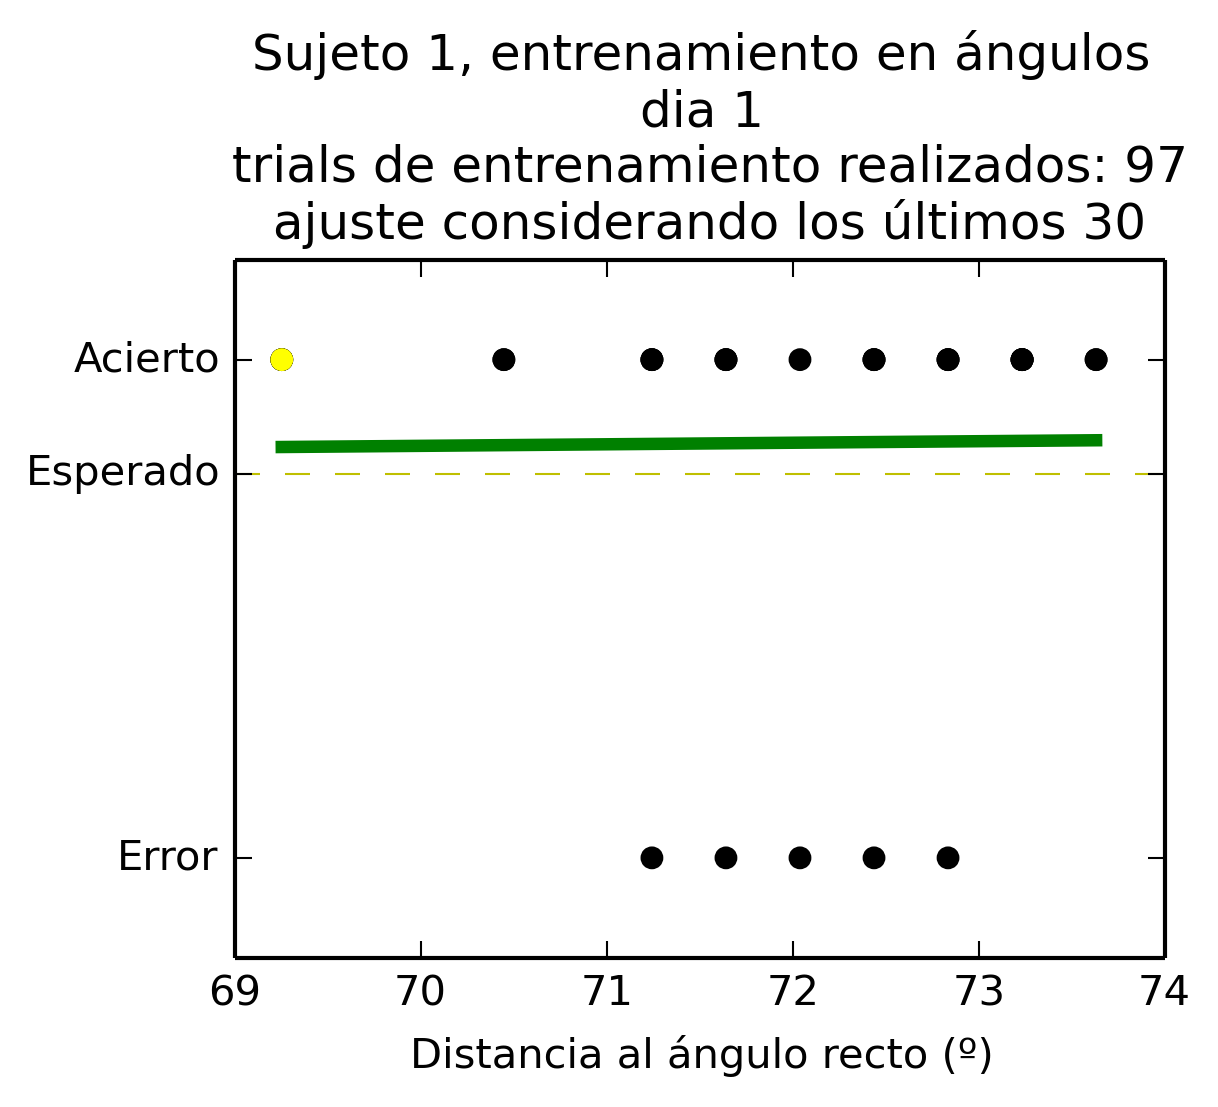 Sujeto 1, entrenamiento en ángulos
dia 1
trials de entrenamiento realizados: 97
ajuste considerando los últimos 30
Acierto
Esperado
Error
69 70 71 72 73 74
Distancia al ángulo recto (º)